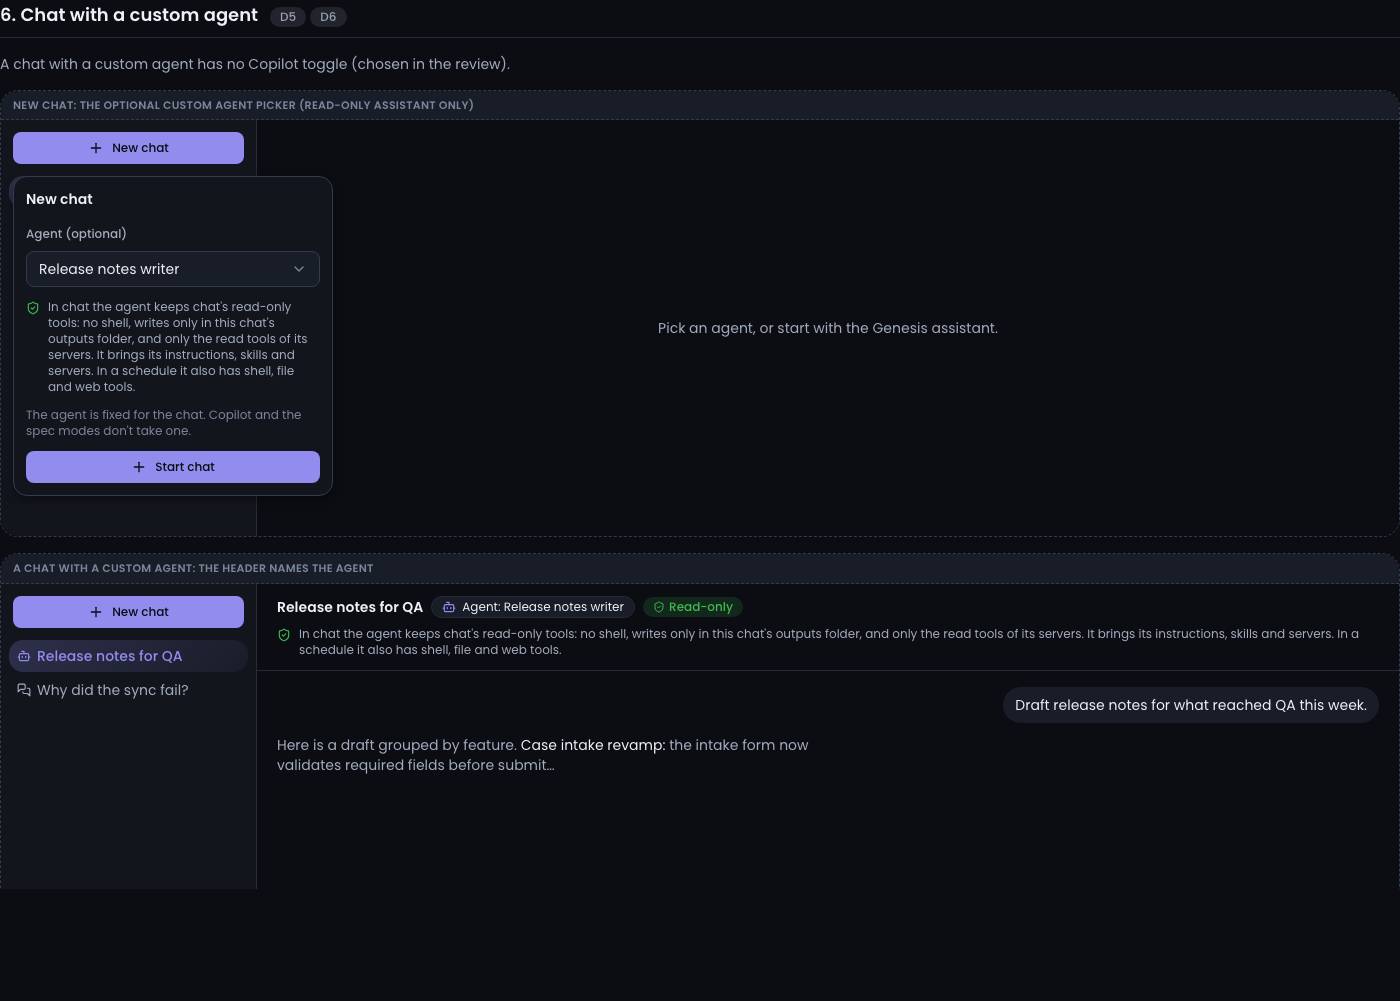 6. Chat with a custom agent D5 D6
A chat with a custom agent has no Copilot toggle (chosen in the review).
NEW CHAT: THE OPTIONAL CUSTOM AGENT PICKER (READ-ONLY ASSISTANT ONLY)
New chat
New chat
Agent (optional)
Release notes writer
In chat the agent keeps chat's read-only
tools: no shell, writes only in this chat's
outputs folder, and only the read tools of its
servers. It brings its instructions, skills and
servers. In a schedule it also has shell, file
and web tools.
The agent is fixed for the chat. Copilot and the
spec modes don't take one.
Start chat
Pick an agent, or start with the Genesis assistant.
A CHAT WITH A CUSTOM AGENT: THE HEADER NAMES THE AGENT
New chat
Release notes for QA
Why did the sync fail?
Release notes for QA Agent: Release notes writer Read-only
In chat the agent keeps chat's read-only tools: no shell, writes only in this chat's outputs folder, and only the read tools of its servers. It brings its instructions, skills and servers. In a
schedule it also has shell, file and web tools.
Draft release notes for what reached QA this week.
Here is a draft grouped by feature. Case intake revamp: the intake form now
validates required fields before submit…